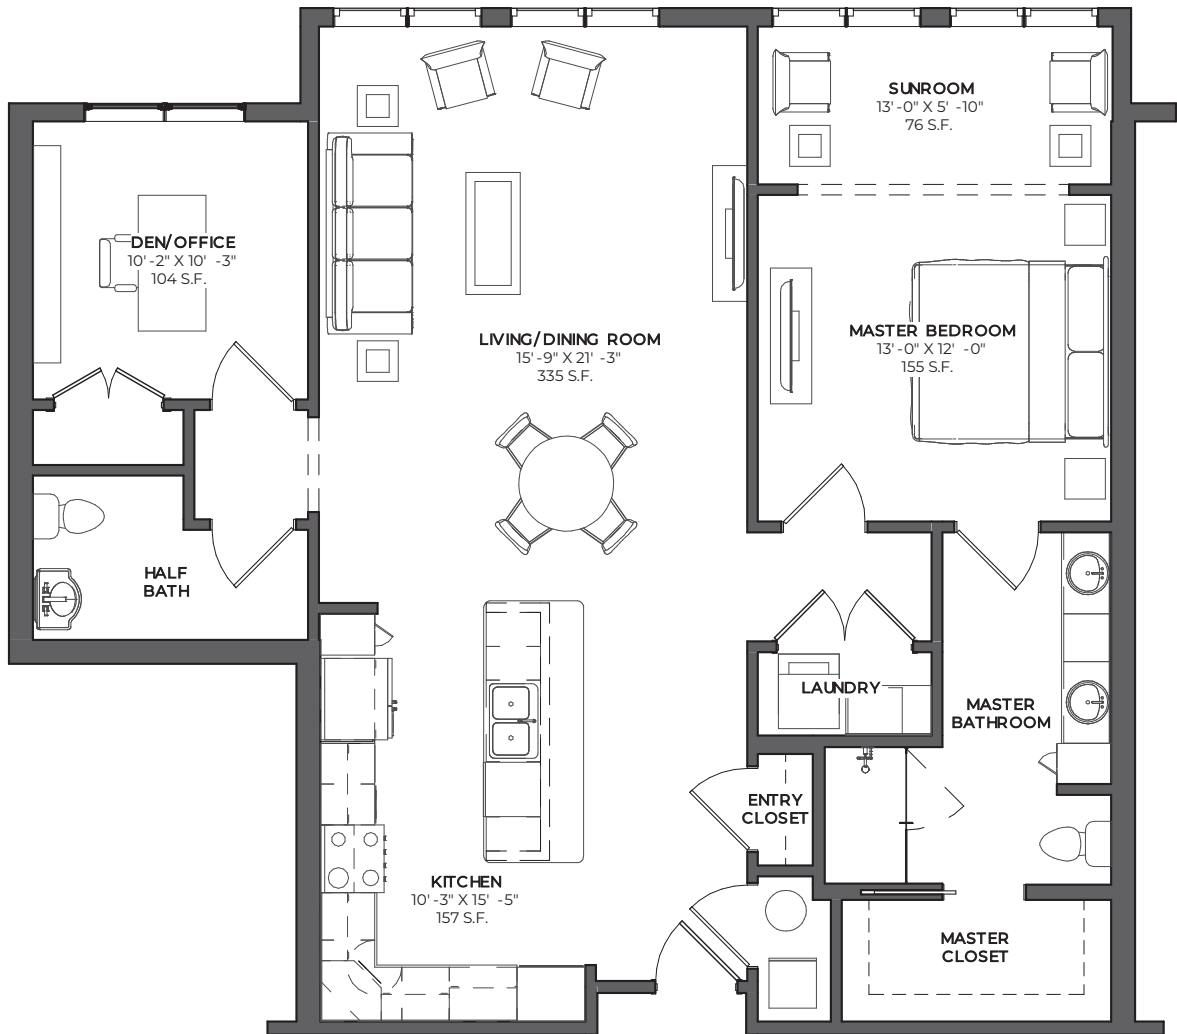 SUNROOM
13'-0" X 5' -10"
76 S.F.
DEN/OFFICE
10'-2" X 10' -3"
104 S.F.
LIVING/DINING ROOM
15'-9" X 21' -3"
335 S.F.
MASTER BEDROOM
13'-0" X 12' -0"
155 S.F.
HALF
BATH
LAUNDRY
MASTER
BATHROOM
ENTRY
CLOSET
KITCHEN
10'-3" X 15' -5"
157 S.F.
MASTER
CLOSET